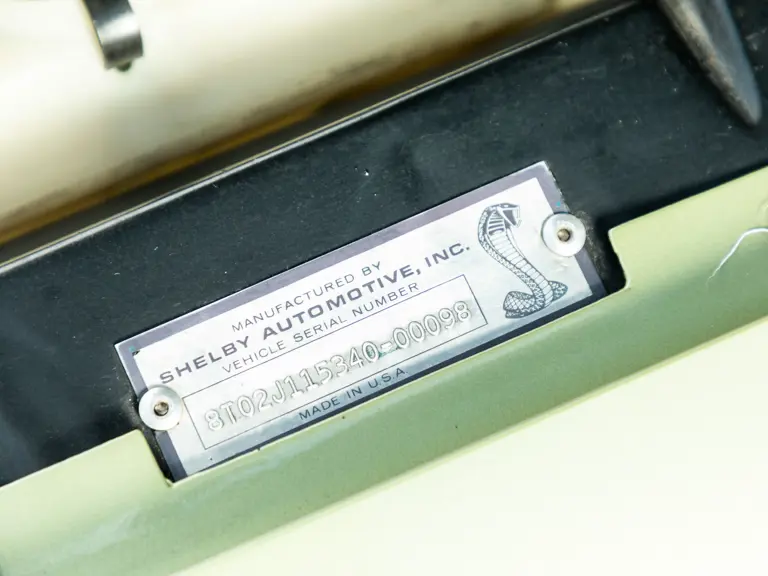 MANUFACTURED BY
SHELBY AUTOMOTIVE, INC.
VEHICLE SERIAL NUMBER
8T02J115340-00098
MADE IN U.S.A.